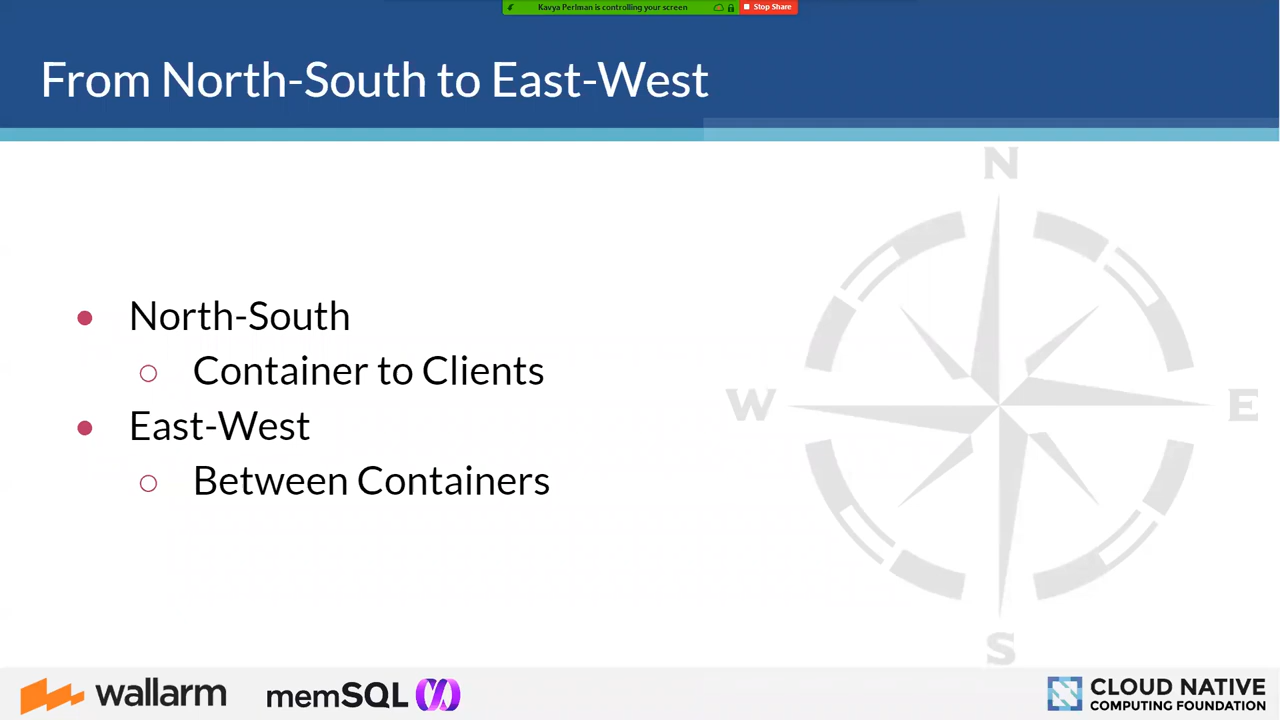 Kavya Perlman is controlling your screen
Stop Share
From North-South to East-West
N
North-South
Container to Clients
W
E
East-West
Between Containers
S
wallarm
memSQL
CLOUD NATIVE
COMPUTING FOUNDATION